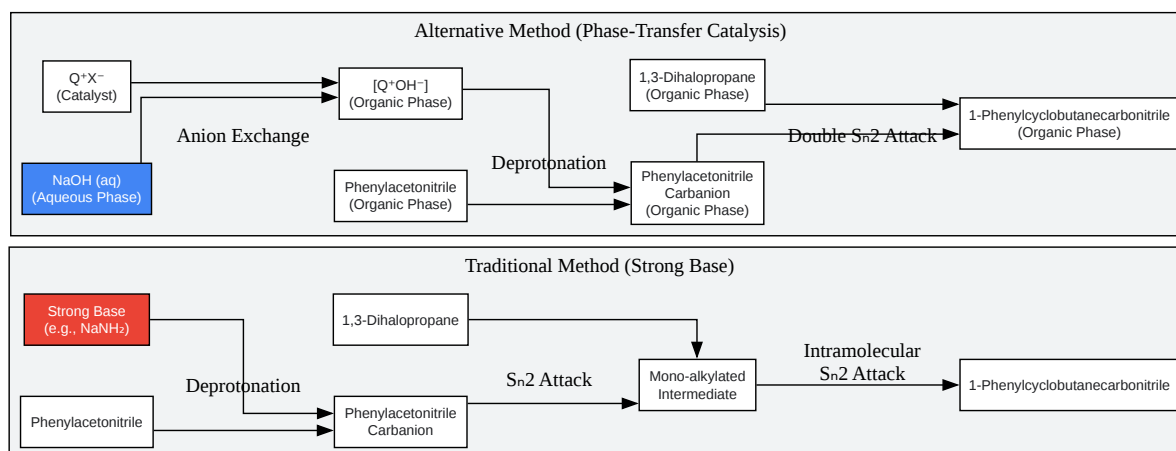 Alternative Method (Phase-Transfer Catalysis)
Q⁺X⁻
(Catalyst)
[Q⁺OH⁻]
(Organic Phase)
1,3-Dihalopropane
(Organic Phase)
1-Phenylcyclobutanecarbonitrile
(Organic Phase)
Anion Exchange
Double Sₙ2 Attack
Deprotonation
NaOH (aq)
(Aqueous Phase)
Phenylacetonitrile
(Organic Phase)
Phenylacetonitrile
Carbanion
(Organic Phase)
Traditional Method (Strong Base)
Strong Base
(e.g., NaNH₂)
1,3-Dihalopropane
Deprotonation
Sₙ2 Attack
Mono-alkylated
Intermediate
Intramolecular
Sₙ2 Attack
1-Phenylcyclobutanecarbonitrile
Phenylacetonitrile
Phenylacetonitrile
Carbanion